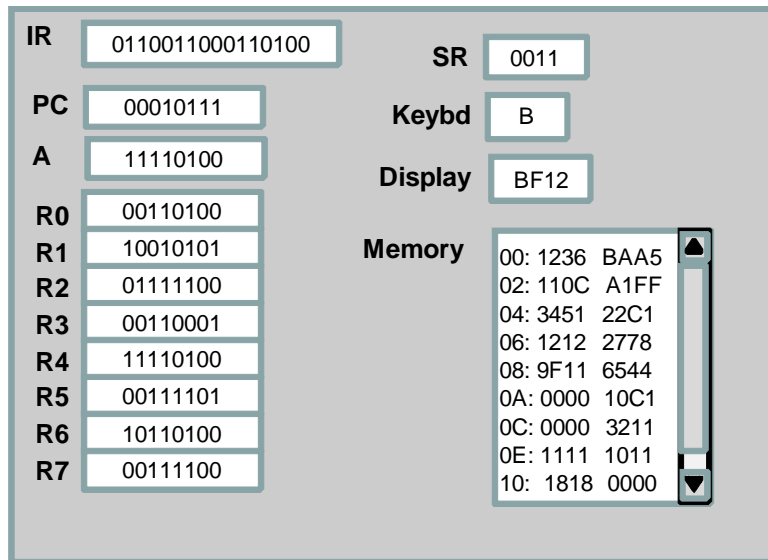 IR 0110011000110100
SR 0011
PC 00010111
Keybd B
A 11110100
Display BF12
R0 00110100
R1 10010101
R2 01111100
R3 00110001
R4 11110100
R5 00111101
R6 10110100
R7 00111100
Memory
00: 1236 BAA5
02: 110C A1FF
04: 3451 22C1
06: 1212 2778
08: 9F11 6544
0A: 0000 10C1
0C: 0000 3211
0E: 1111 1011
10: 1818 0000